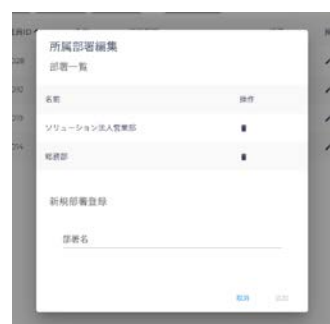 所属部署編集
部署一覧
名前
操作
ソリューション法人営業部
総務部
新規部署登録
部署名
取消
追加